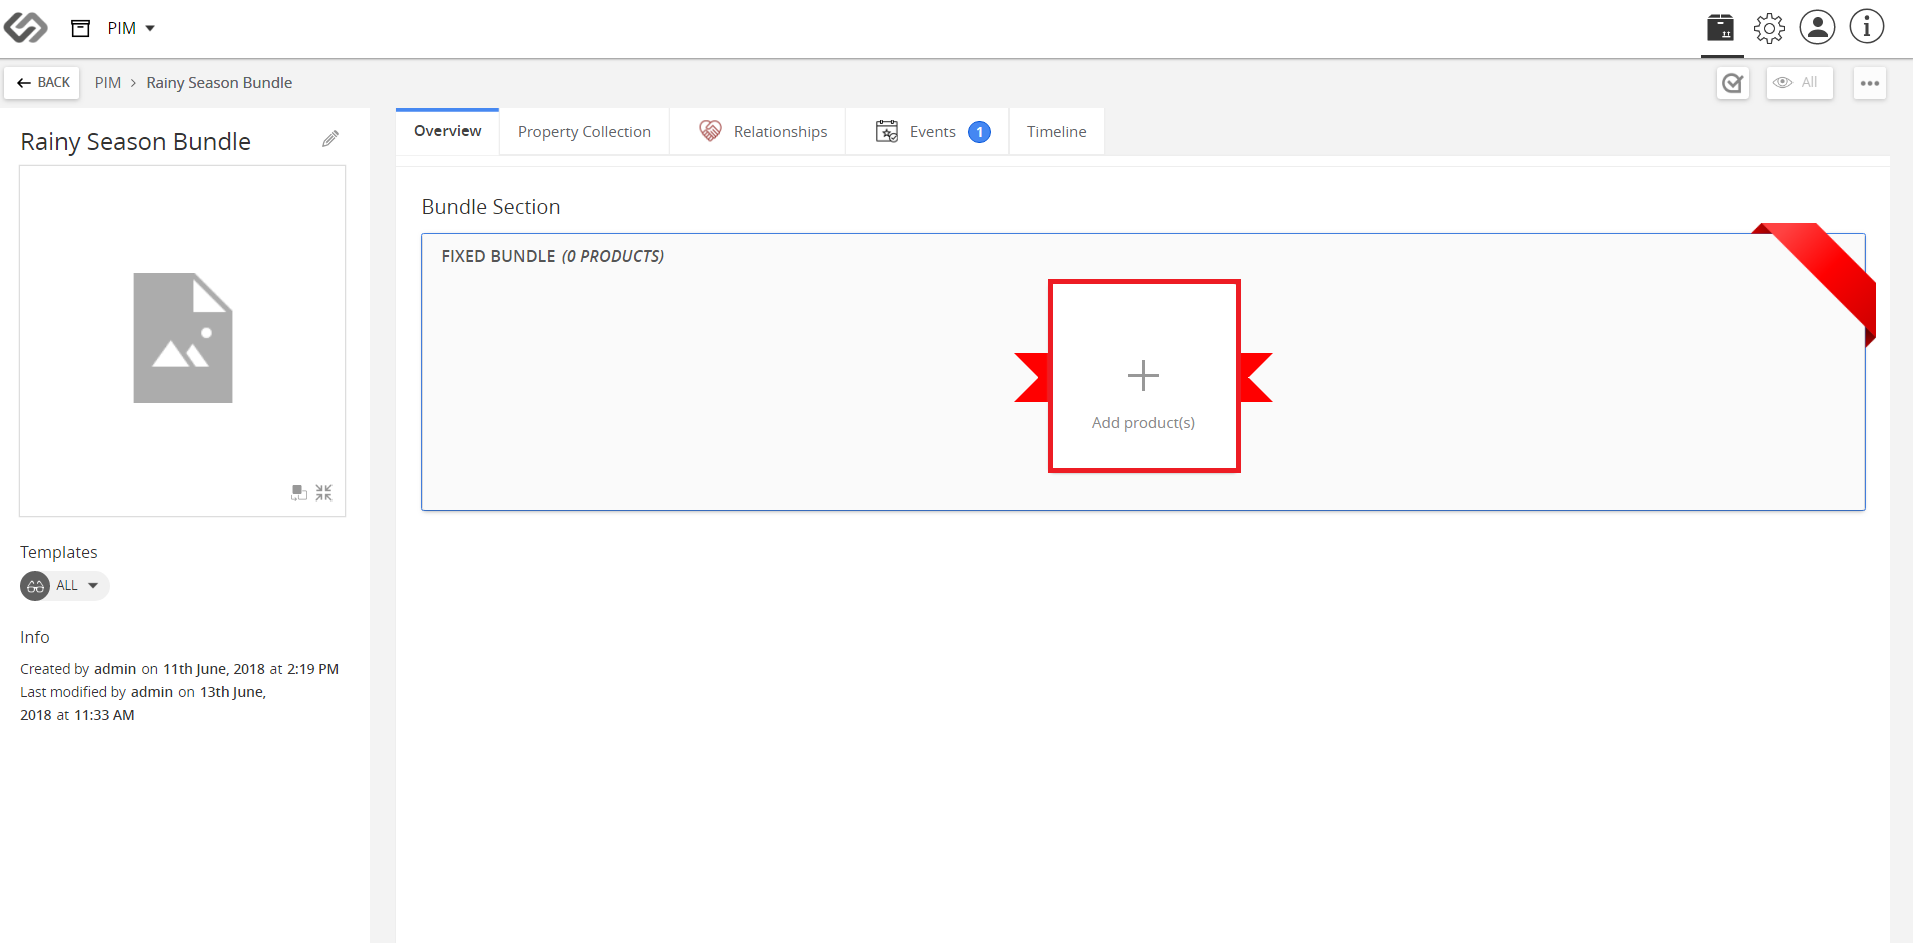 PIM
BACK
PIM > Rainy Season Bundle
All
Rainy Season Bundle
Overview
Property Collection
Relationships
Events 1
Timeline
Bundle Section
FIXED BUNDLE (0 PRODUCTS)
Add product(s)
Templates
ALL
Info
Created by admin on 11th June, 2018 at 2:19 PM
Last modified by admin on 13th June,
2018 at 11:33 AM